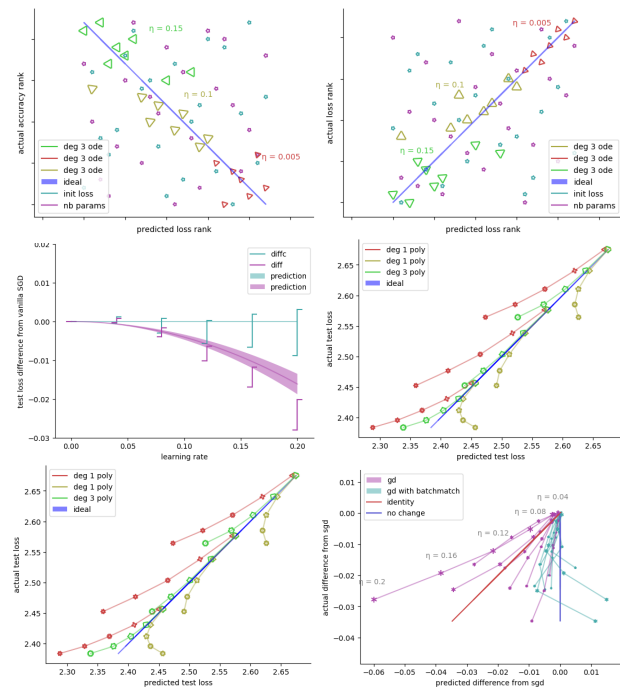 η = 0.15
η = 0.1
η = 0.005
actual accuracy rank
deg 3 ode
deg 3 ode
deg 3 ode
ideal
init loss
nb params
predicted loss rank
η = 0.005
η = 0.1
η = 0.15
actual loss rank
deg 3 ode
deg 3 ode
deg 3 ode
ideal
init loss
nb params
predicted loss rank
0.02
0.01
0.00
−0.01
−0.02
−0.03
test loss difference from vanilla SGD
diffc
diff
prediction
prediction
0.00 0.05 0.10 0.15 0.20
learning rate
2.65
2.60
2.55
2.50
2.45
2.40
actual test loss
deg 1 poly
deg 1 poly
deg 3 poly
ideal
2.30 2.35 2.40 2.45 2.50 2.55 2.60 2.65
predicted test loss
2.65
2.60
2.55
2.50
2.45
2.40
actual test loss
deg 1 poly
deg 1 poly
deg 3 poly
ideal
2.30 2.35 2.40 2.45 2.50 2.55 2.60 2.65
predicted test loss
0.01
0.00
−0.01
−0.02
−0.03
−0.04
actual difference from sgd
gd
gd with batchmatch
identity
no change
η = 0.04
η = 0.08
η = 0.12
η = 0.16
η = 0.2
−0.06 −0.05 −0.04 −0.03 −0.02 −0.01 0.00 0.01
predicted difference from sgd